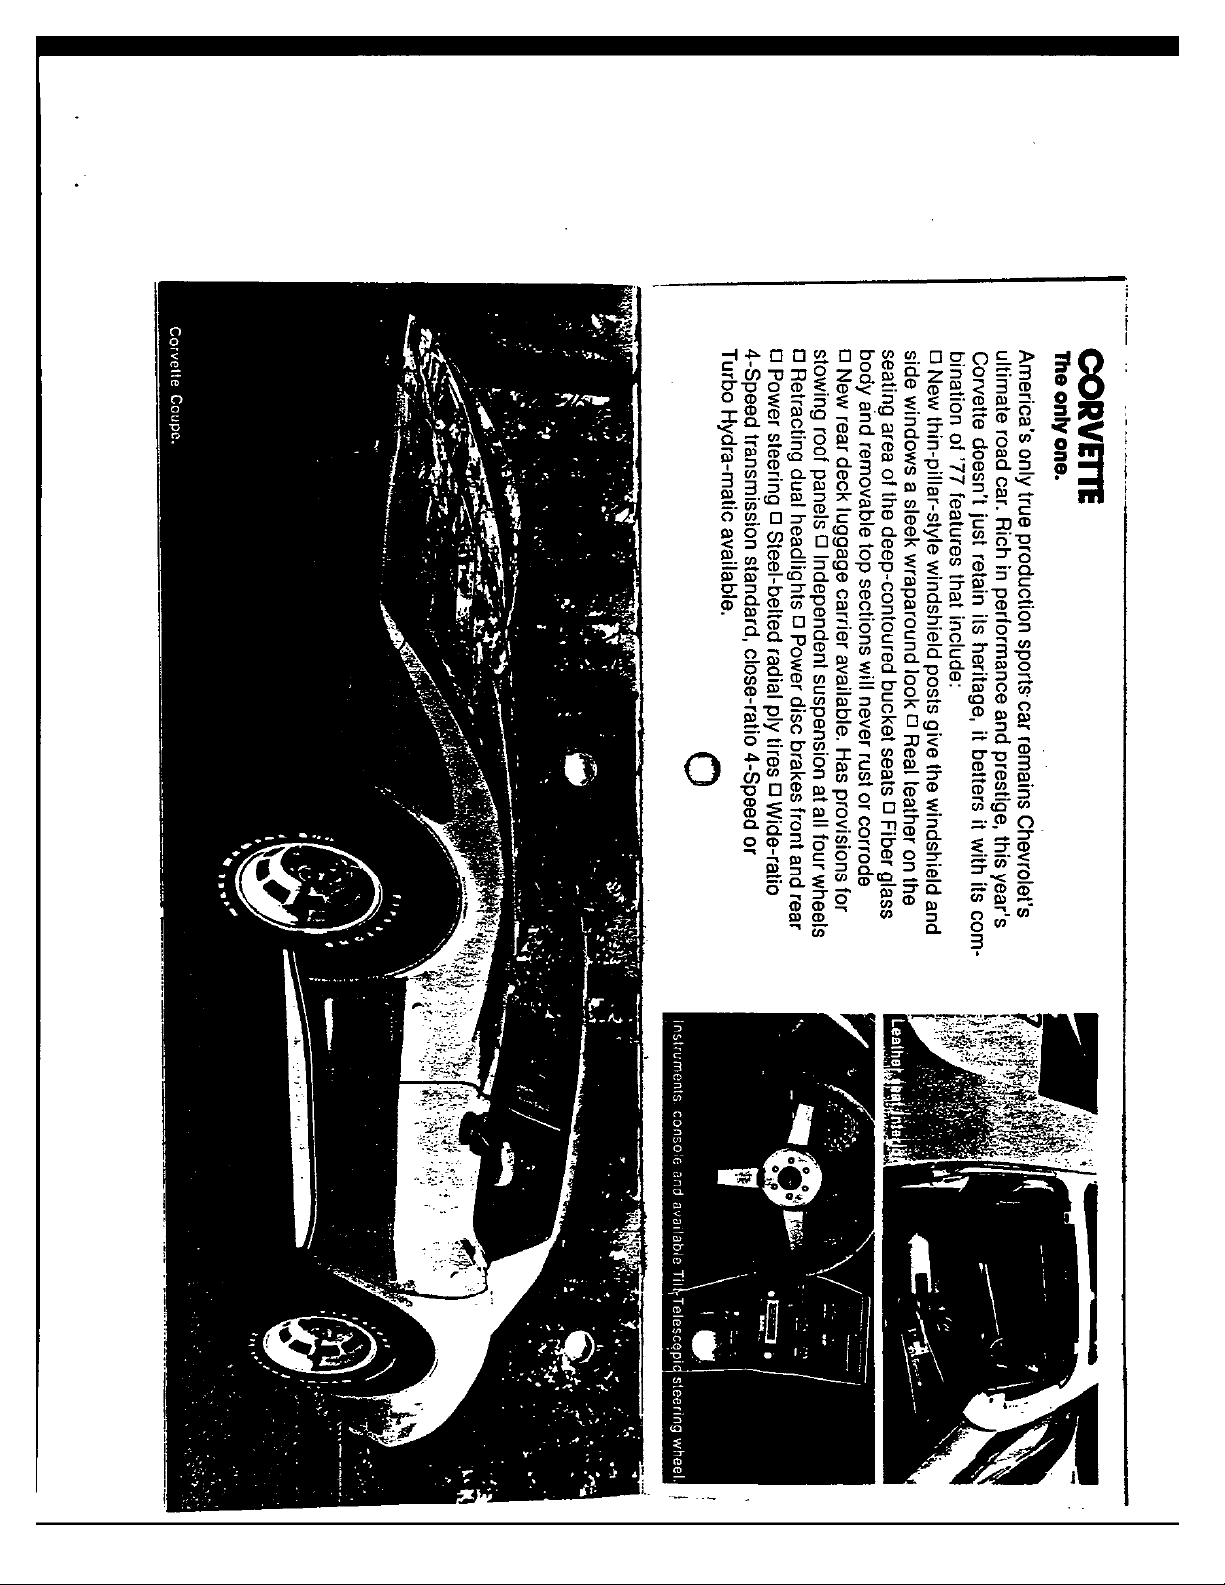 CORVETTE
The only one.
America's only true production sports car remains Chevrolet's
ultimate road car. Rich in performance and prestige, this year's
Corvette doesn't just retain its heritage, it betters it with its com-
bination of '77 features that include:
□ New thin-pillar-style windshield posts give the windshield and
side windows a sleek wraparound look □ Real leather on the
seating area of the deep-contoured bucket seats □ Fiber glass
body and removable top sections will never rust or corrode
□ New rear deck luggage carrier available. Has provisions for
stowing roof panels □ Independent suspension at all four wheels
□ Retracting dual headlights □ Power disc brakes front and rear
□ Power steering □ Steel-belted radial ply tires □ Wide-ratio
4-Speed transmission standard, close-ratio 4-Speed or
Turbo Hydra-matic available.
Leather
Instruments, console and available Tilt-Telescopic steering wheel.
Corvette Coupe.